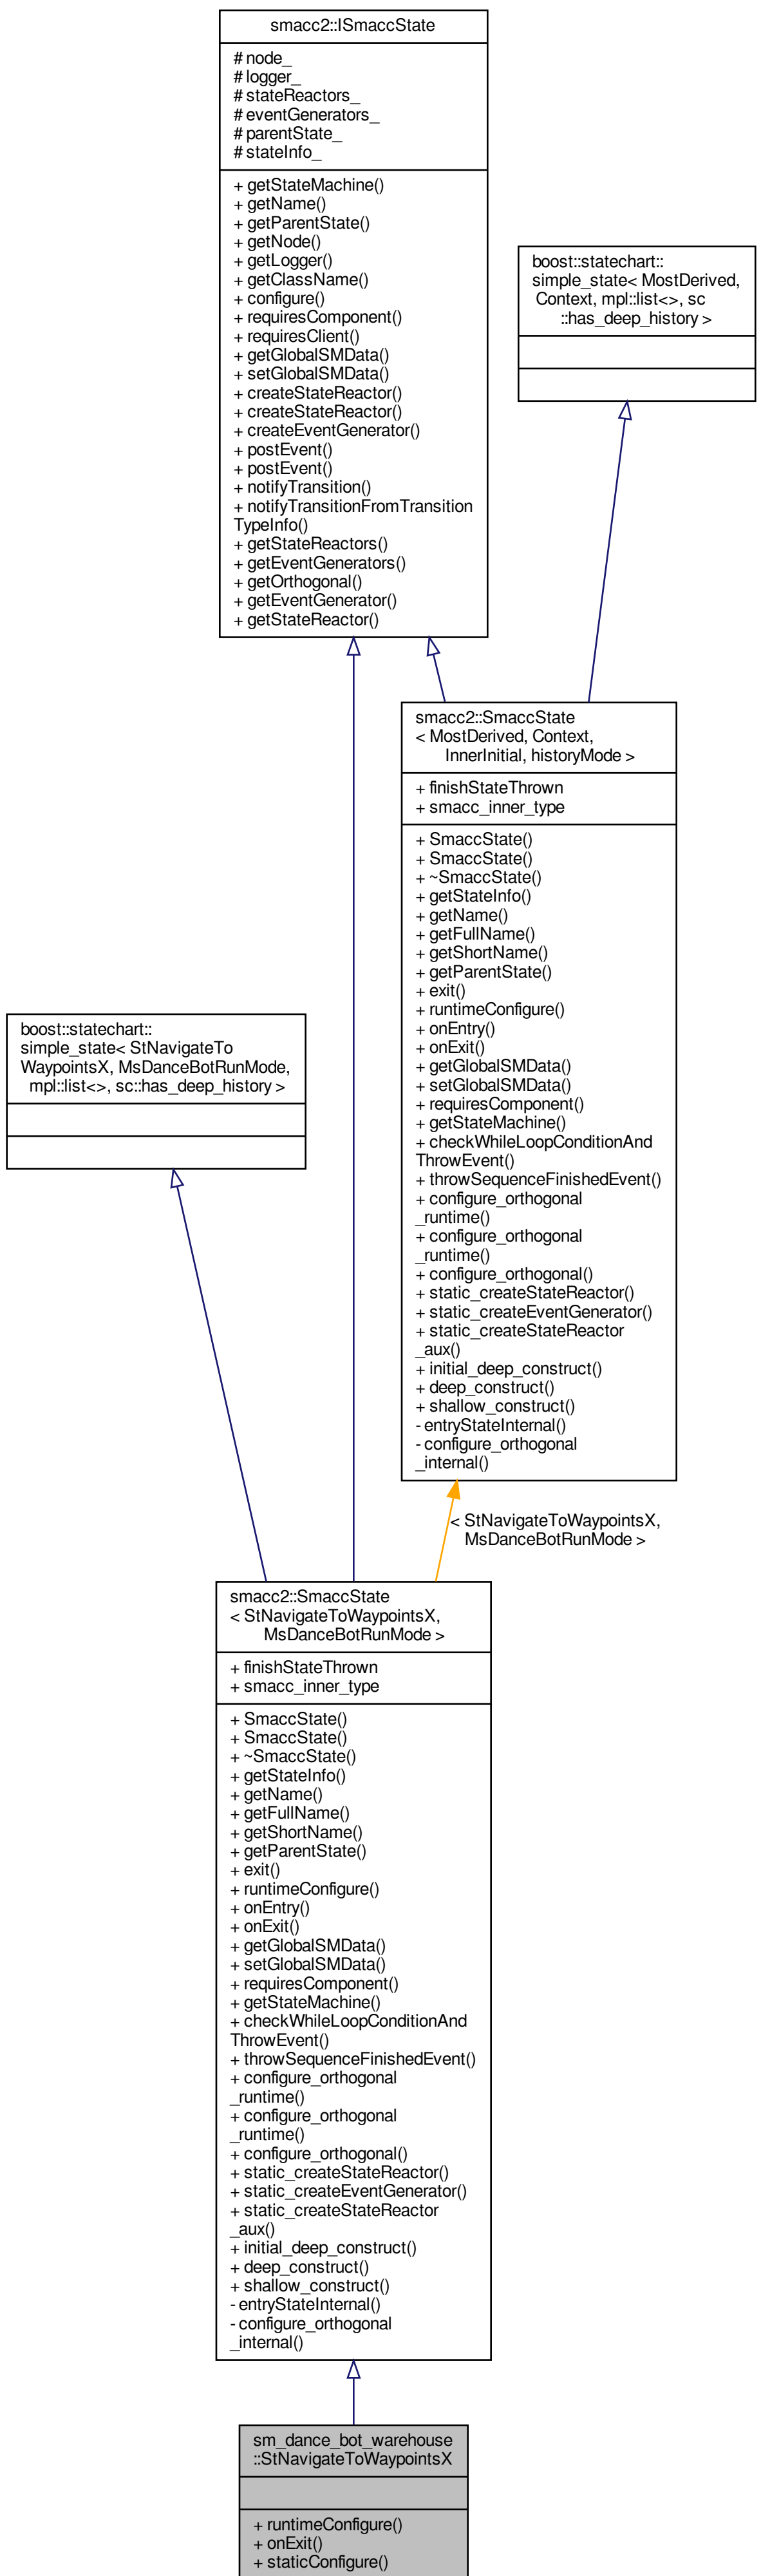 smacc2::ISmaccState
# node_
# logger_
# stateReactors_
# eventGenerators_
# parentState_
# stateInfo_
+ getStateMachine()
+ getName()
+ getParentState()
+ getNode()
+ getLogger()
+ getClassName()
+ configure()
+ requiresComponent()
+ requiresClient()
+ getGlobalSMData()
+ setGlobalSMData()
+ createStateReactor()
+ createStateReactor()
+ createEventGenerator()
+ postEvent()
+ postEvent()
+ notifyTransition()
+ notifyTransitionFromTransition
TypeInfo()
+ getStateReactors()
+ getEventGenerators()
+ getOrthogonal()
+ getEventGenerator()
+ getStateReactor()
boost::statechart::
simple_state< MostDerived,
Context, mpl::list<>, sc
::has_deep_history >
smacc2::SmaccState
< MostDerived, Context,
InnerInitial, historyMode >
+ finishStateThrown
+ smacc_inner_type
+ SmaccState()
+ SmaccState()
+ ~SmaccState()
+ getStateInfo()
+ getName()
+ getFullName()
+ getShortName()
+ getParentState()
+ exit()
+ runtimeConfigure()
+ onEntry()
+ onExit()
+ getGlobalSMData()
+ setGlobalSMData()
+ requiresComponent()
+ getStateMachine()
+ checkWhileLoopConditionAnd
ThrowEvent()
+ throwSequenceFinishedEvent()
+ configure_orthogonal
_runtime()
+ configure_orthogonal
_runtime()
+ configure_orthogonal()
+ static_createStateReactor()
+ static_createEventGenerator()
+ static_createStateReactor
_aux()
+ initial_deep_construct()
+ deep_construct()
+ shallow_construct()
- entryStateInternal()
- configure_orthogonal
_internal()
boost::statechart::
simple_state< StNavigateTo
WaypointsX, MsDanceBotRunMode,
mpl::list<>, sc::has_deep_history >
< StNavigateToWaypointsX,
MsDanceBotRunMode >
smacc2::SmaccState
< StNavigateToWaypointsX,
MsDanceBotRunMode >
+ finishStateThrown
+ smacc_inner_type
+ SmaccState()
+ SmaccState()
+ ~SmaccState()
+ getStateInfo()
+ getName()
+ getFullName()
+ getShortName()
+ getParentState()
+ exit()
+ runtimeConfigure()
+ onEntry()
+ onExit()
+ getGlobalSMData()
+ setGlobalSMData()
+ requiresComponent()
+ getStateMachine()
+ checkWhileLoopConditionAnd
ThrowEvent()
+ throwSequenceFinishedEvent()
+ configure_orthogonal
_runtime()
+ configure_orthogonal
_runtime()
+ configure_orthogonal()
+ static_createStateReactor()
+ static_createEventGenerator()
+ static_createStateReactor
_aux()
+ initial_deep_construct()
+ deep_construct()
+ shallow_construct()
- entryStateInternal()
- configure_orthogonal
_internal()
sm_dance_bot_warehouse
::StNavigateToWaypointsX
+ runtimeConfigure()
+ onExit()
+ staticConfigure()